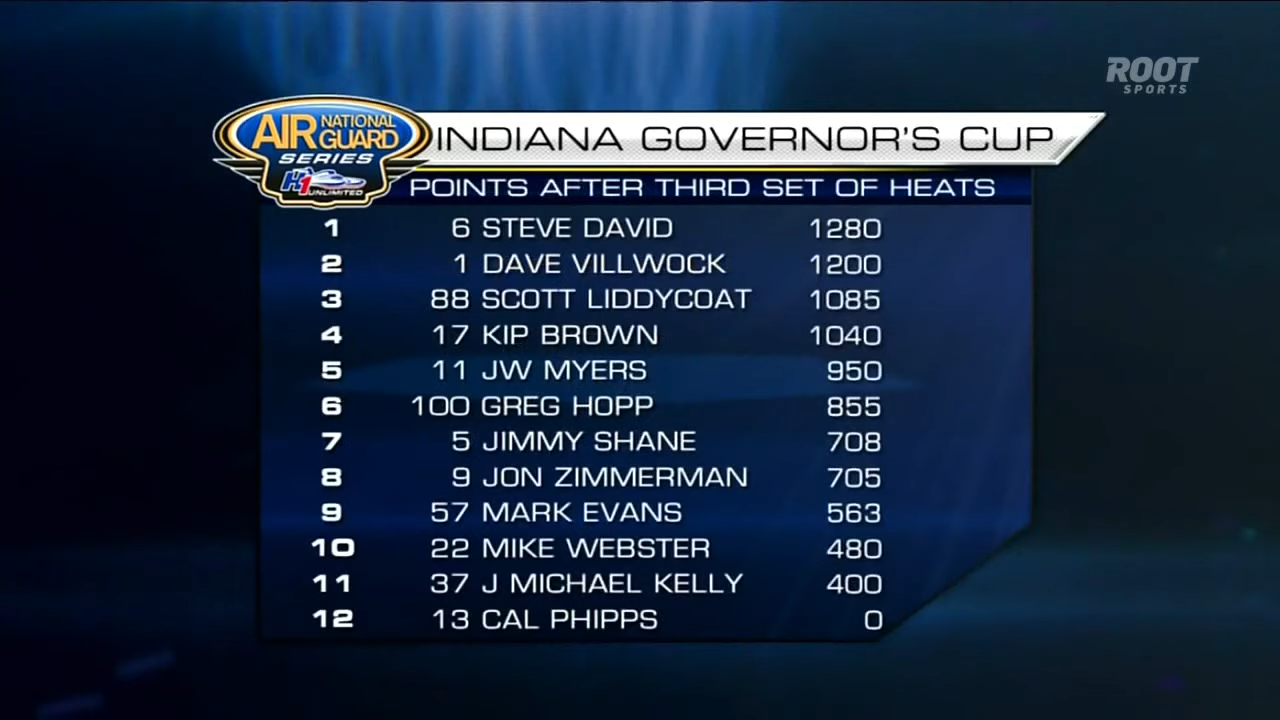 ROOT
SPORTS
AIR NATIONAL GUARD
SERIES
H1 UNLIMITED
INDIANA GOVERNOR'S CUP
POINTS AFTER THIRD SET OF HEATS
1 6 STEVE DAVID 1280
2 1 DAVE VILLWOCK 1200
3 88 SCOTT LIDDYCOAT 1085
4 17 KIP BROWN 1040
5 11 JW MYERS 950
6 100 GREG HOPP 855
7 5 JIMMY SHANE 708
8 9 JON ZIMMERMAN 705
9 57 MARK EVANS 563
10 22 MIKE WEBSTER 480
11 37 J MICHAEL KELLY 400
12 13 CAL PHIPPS 0